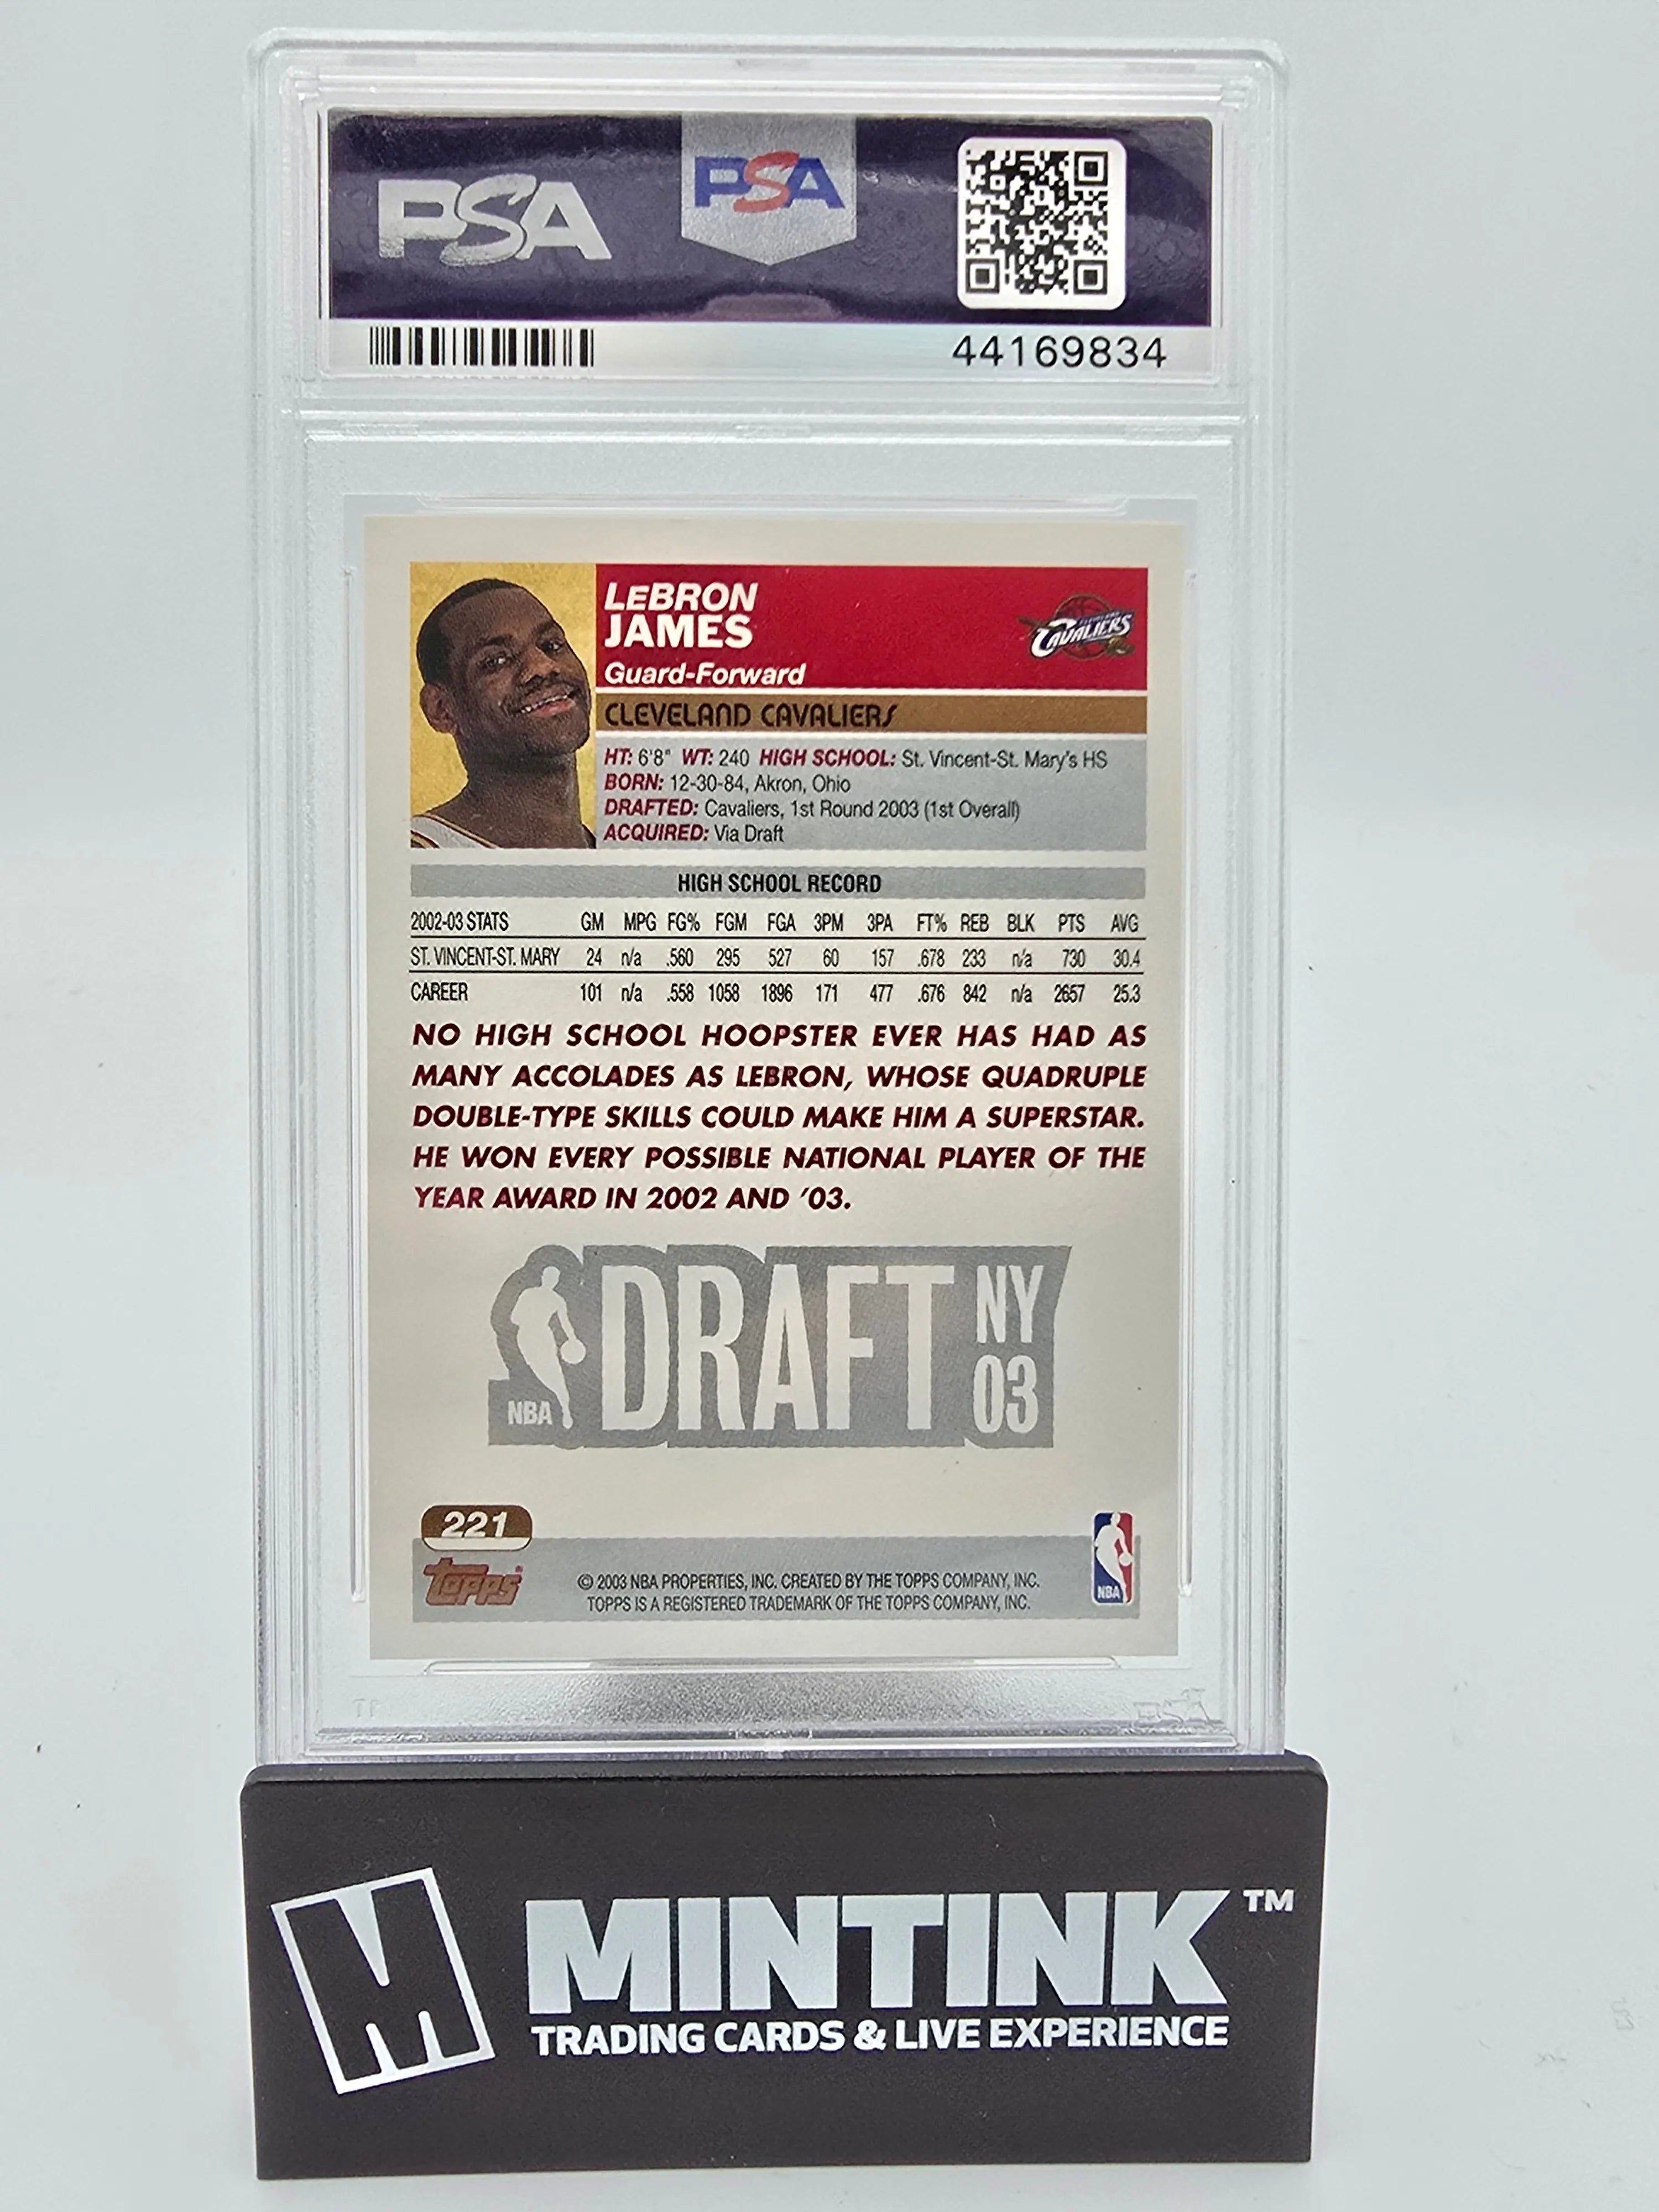 PSA
PSA
44169834
LEBRON
JAMES
Guard-Forward
CAVALIERS
CLEVELAND CAVALIERS
HT: 6'8" WT: 240 HIGH SCHOOL: St. Vincent-St. Mary's HS
BORN: 12-30-84, Akron, Ohio
DRAFTED: Cavaliers, 1st Round 2003 (1st Overall)
ACQUIRED: Via Draft
HIGH SCHOOL RECORD
2002-03 STATS GM MPG FG% FGM FGA 3PM 3PA FT% REB BLK PTS AVG
ST. VINCENT-ST. MARY 24 n/a .560 295 527 60 157 .678 233 n/a 730 30.4
CAREER 101 n/a .558 1058 1896 171 477 .676 842 n/a 2657 25.3
NO HIGH SCHOOL HOOPSTER EVER HAS HAD AS
MANY ACCOLADES AS LEBRON, WHOSE QUADRUPLE
DOUBLE-TYPE SKILLS COULD MAKE HIM A SUPERSTAR.
HE WON EVERY POSSIBLE NATIONAL PLAYER OF THE
YEAR AWARD IN 2002 AND '03.
NBA DRAFT NY 03
221
Topps
© 2003 NBA PROPERTIES, INC. CREATED BY THE TOPPS COMPANY, INC.
TOPPS IS A REGISTERED TRADEMARK OF THE TOPPS COMPANY, INC.
NBA
PSA
M MINTINK™
TRADING CARDS & LIVE EXPERIENCE